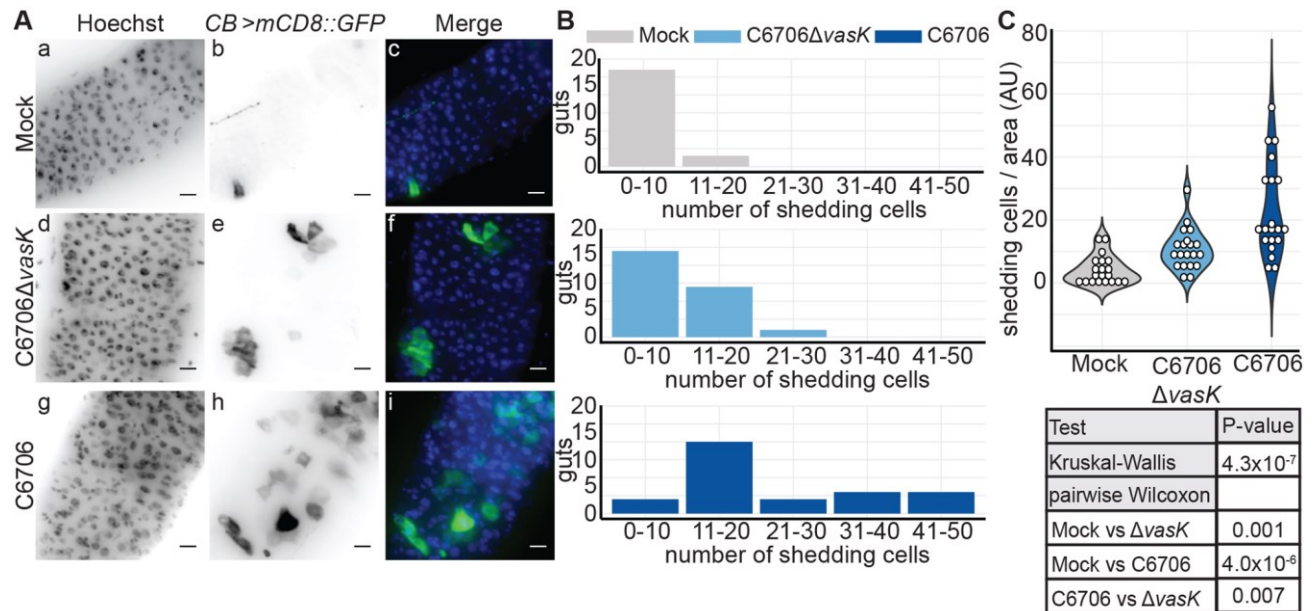 A
Hoechst
CB >mCD8::GFP
Merge
Mock
a
b
c
C6706ΔvasK
d
e
f
C6706
g
h
i
B
Mock
C6706ΔvasK
C6706
guts
20
15
5
0-10
11-20
21-30
31-40
41-50
number of shedding cells
guts
20
15
5
0-10
11-20
21-30
31-40
41-50
number of shedding cells
guts
20
15
5
0-10
11-20
21-30
31-40
41-50
number of shedding cells
C
shedding cells / area (AU)
80
60
40
20
0
Mock
C6706
ΔvasK
C6706
Test P-value
Kruskal-Wallis 4.3x10⁻⁷
pairwise Wilcoxon
Mock vs ΔvasK 0.001
Mock vs C6706 4.0x10⁻⁶
C6706 vs ΔvasK 0.007